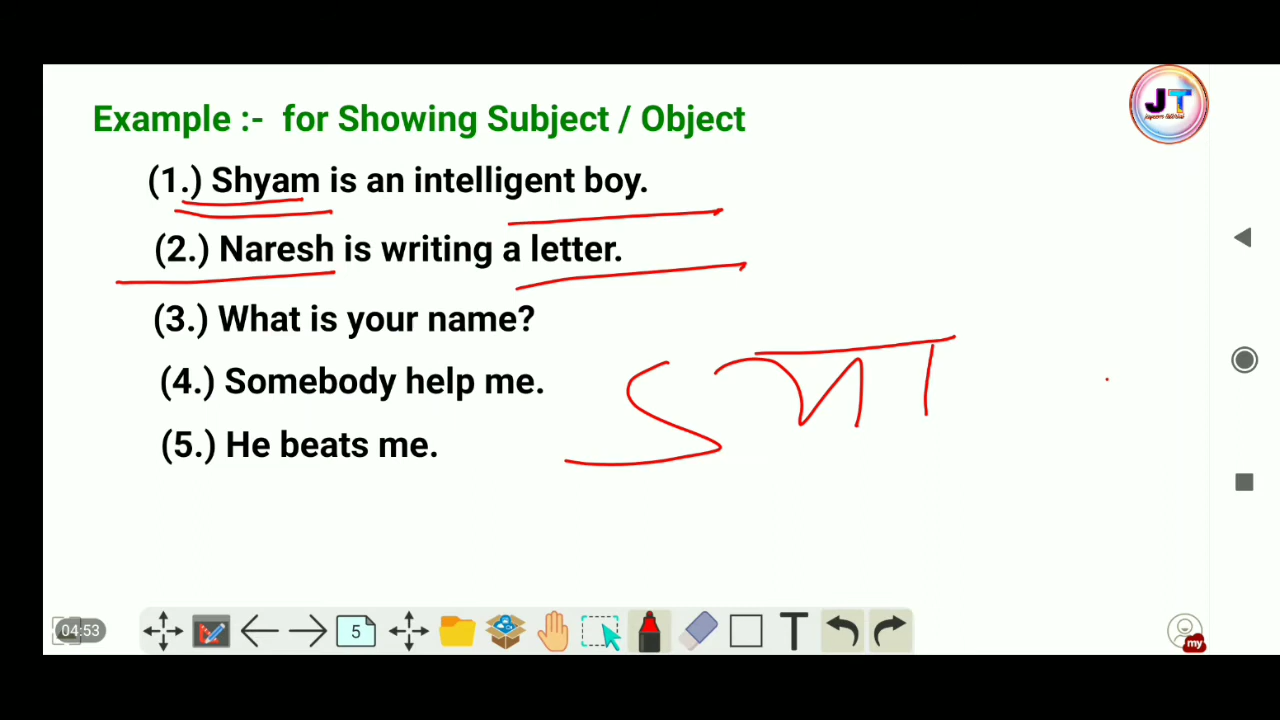 Example :- for Showing Subject / Object
JT
(1.) Shyam is an intelligent boy.
(2.) Naresh is writing a letter.
(3.) What is your name?
(4.) Somebody help me.
(5.) He beats me.
S
04:53
5
T
my